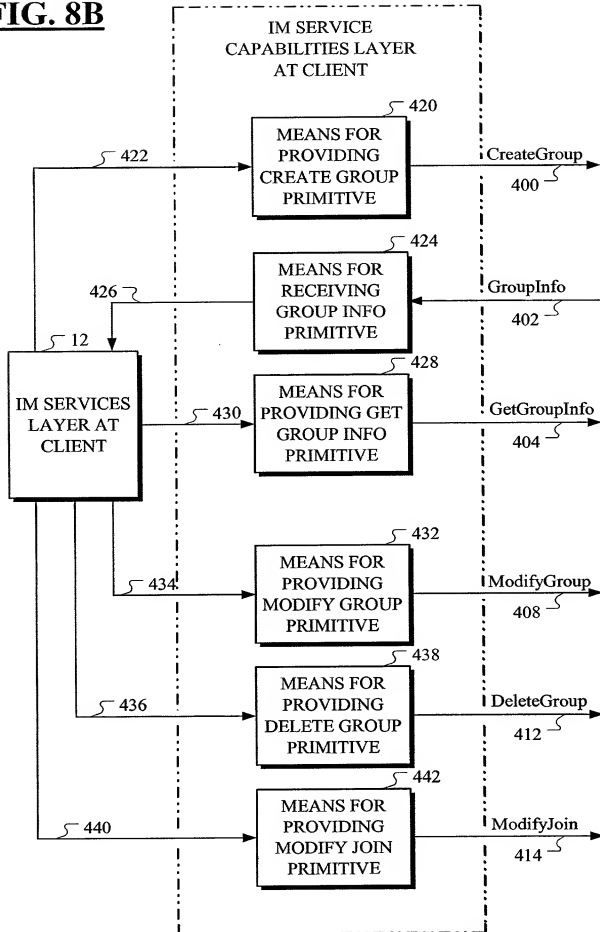 FIG. 8B
IM SERVICE
CAPABILITIES LAYER
AT CLIENT
420
422
MEANS FOR
PROVIDING
CREATE GROUP
PRIMITIVE
CreateGroup
400
424
426
MEANS FOR
RECEIVING
GROUP INFO
PRIMITIVE
GroupInfo
402
12
428
IM SERVICES
LAYER AT
CLIENT
430
MEANS FOR
PROVIDING GET
GROUP INFO
PRIMITIVE
GetGroupInfo
404
432
434
MEANS FOR
PROVIDING
MODIFY GROUP
PRIMITIVE
ModifyGroup
408
438
436
MEANS FOR
PROVIDING
DELETE GROUP
PRIMITIVE
DeleteGroup
412
442
440
MEANS FOR
PROVIDING
MODIFY JOIN
PRIMITIVE
ModifyJoin
414